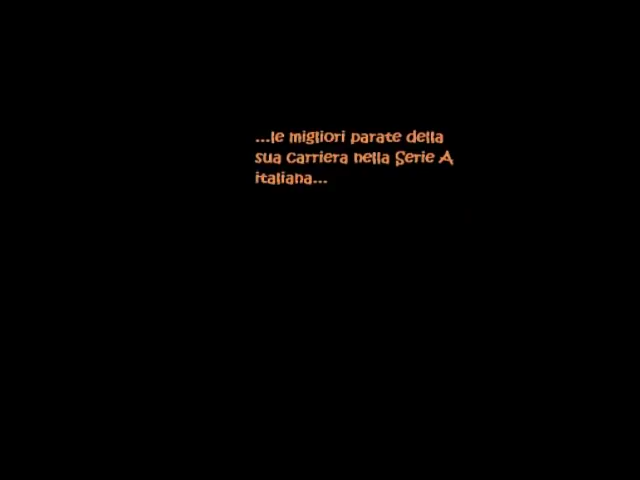 ...le migliori parate della
sua carriera nella Serie A
italiana...